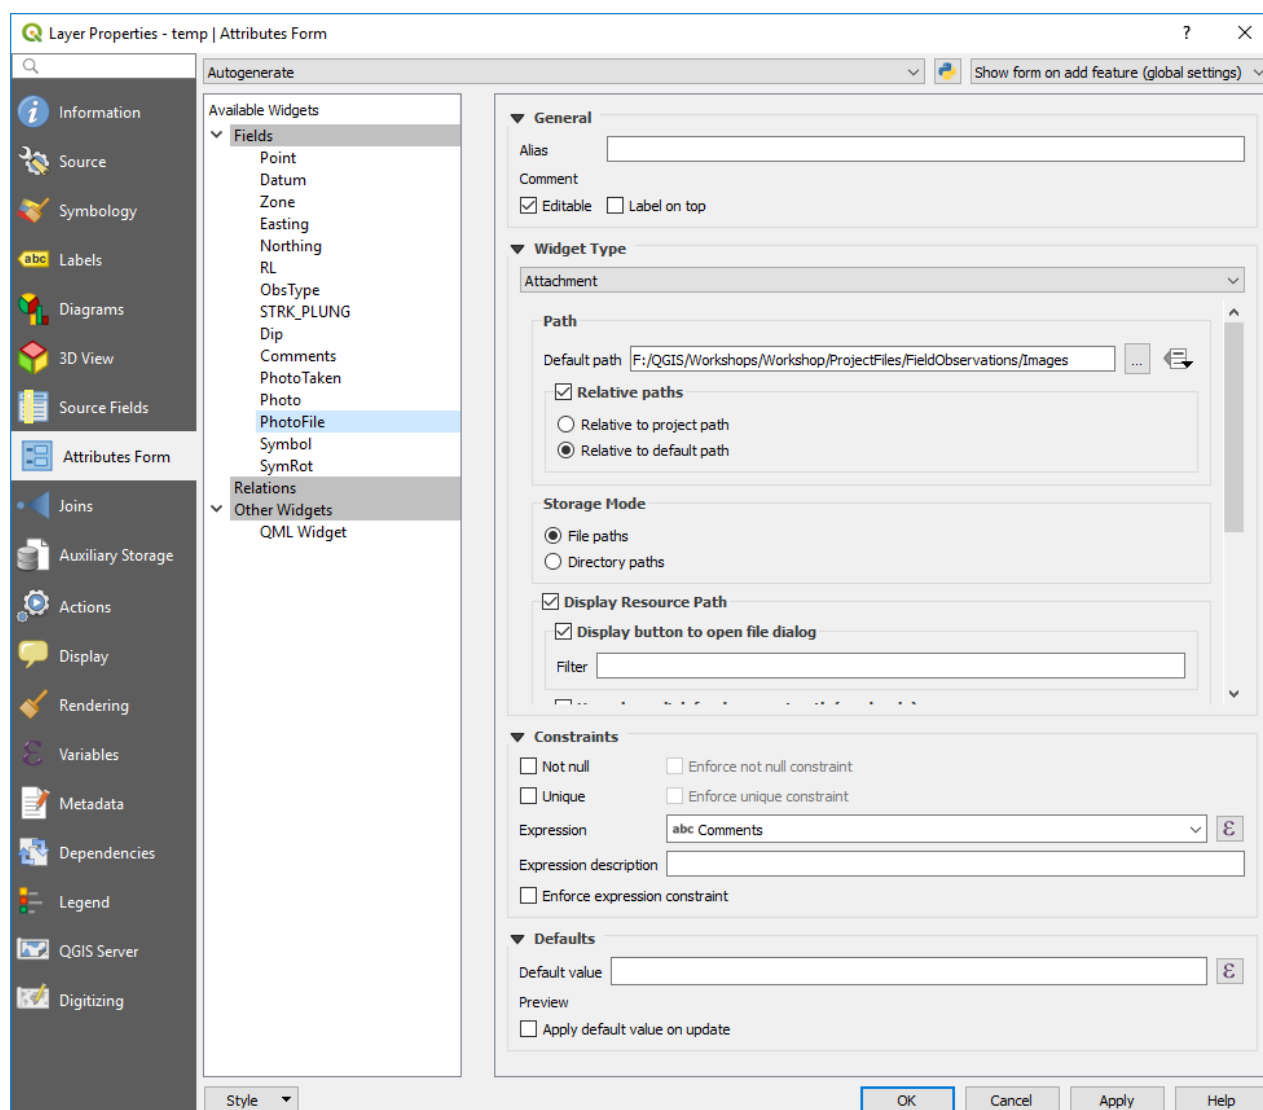 Layer Properties - temp | Attributes Form
?
Autogenerate
Show form on add feature (global settings)
Information
Source
Symbology
abc Labels
Diagrams
3D View
Source Fields
Attributes Form
Joins
Auxiliary Storage
Actions
Display
Rendering
Variables
Metadata
Dependencies
Legend
QGIS Server
Digitizing
Available Widgets
Fields
Point
Datum
Zone
Easting
Northing
RL
ObsType
STRK_PLUNG
Dip
Comments
PhotoTaken
Photo
PhotoFile
Symbol
SymRot
Relations
Other Widgets
QML Widget
General
Alias
Comment
Editable
Label on top
Widget Type
Attachment
Path
Default path F:/QGIS/Workshops/Workshop/ProjectFiles/FieldObservations/Images ...
Relative paths
Relative to project path
Relative to default path
Storage Mode
File paths
Directory paths
Display Resource Path
Display button to open file dialog
Filter
Constraints
Not null
Enforce not null constraint
Unique
Enforce unique constraint
Expression abc Comments ε
Expression description
Enforce expression constraint
Defaults
Default value ε
Preview
Apply default value on update
Style
OK
Cancel
Apply
Help